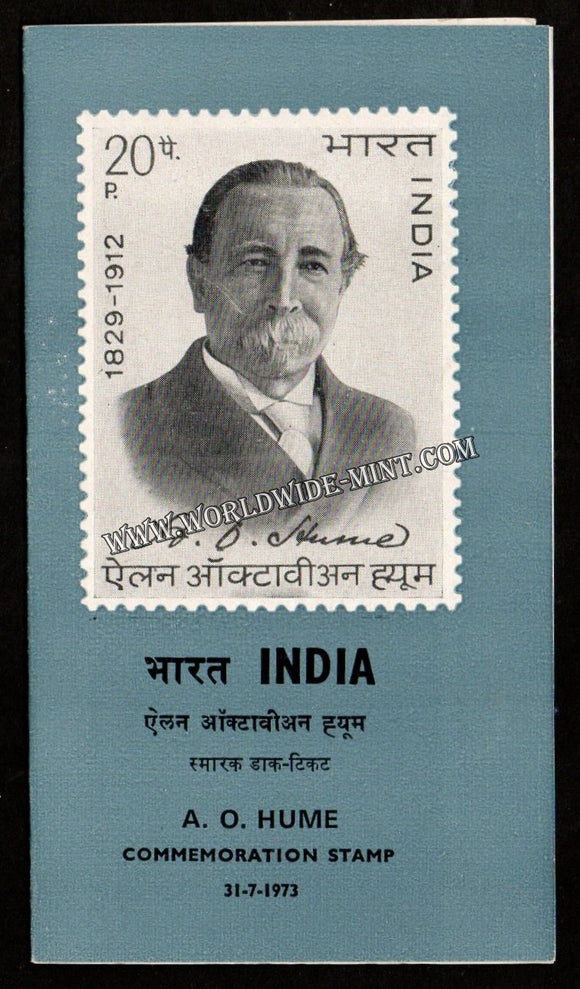 20 पै.
P.
भारत
INDIA
1829-1912
A. O. Hume
ऐलन ऑक्टावीअन ह्यूम
www.WORLDWIDE-MINT.COM
भारत INDIA
ऐलन ऑक्टावीअन ह्यूम
स्मारक डाक-टिकट
A. O. HUME
COMMEMORATION STAMP
31-7-1973